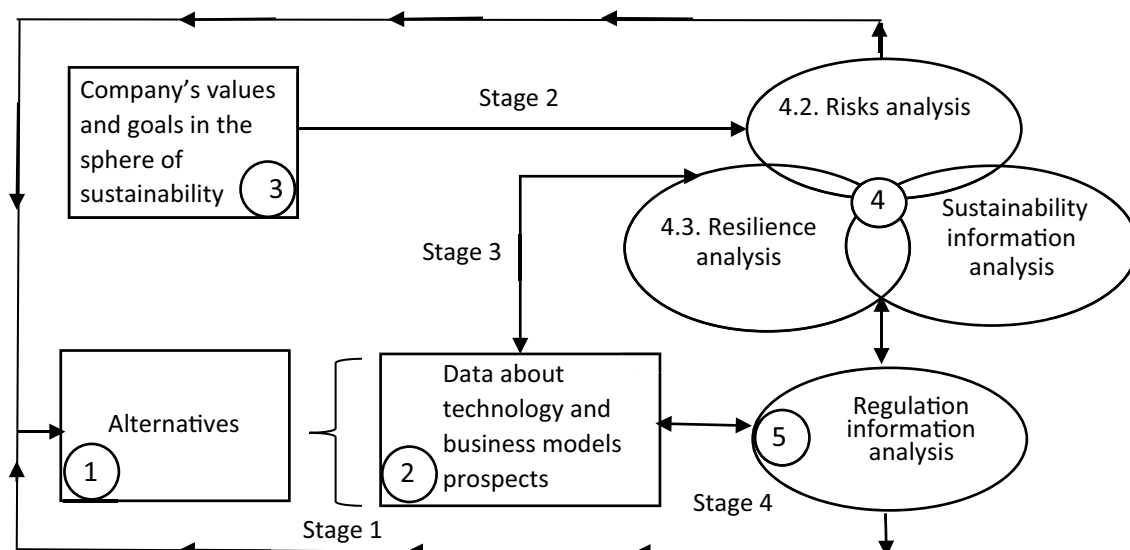 Company’s values
and goals in the
sphere of
sustainability
3
Stage 2
4.2. Risks analysis
4
4.3. Resilience
analysis
Sustainability
information
analysis
Stage 3
Alternatives
1
Data about
technology and
business models
prospects
2
Regulation
information
analysis
5
Stage 4
Stage 1